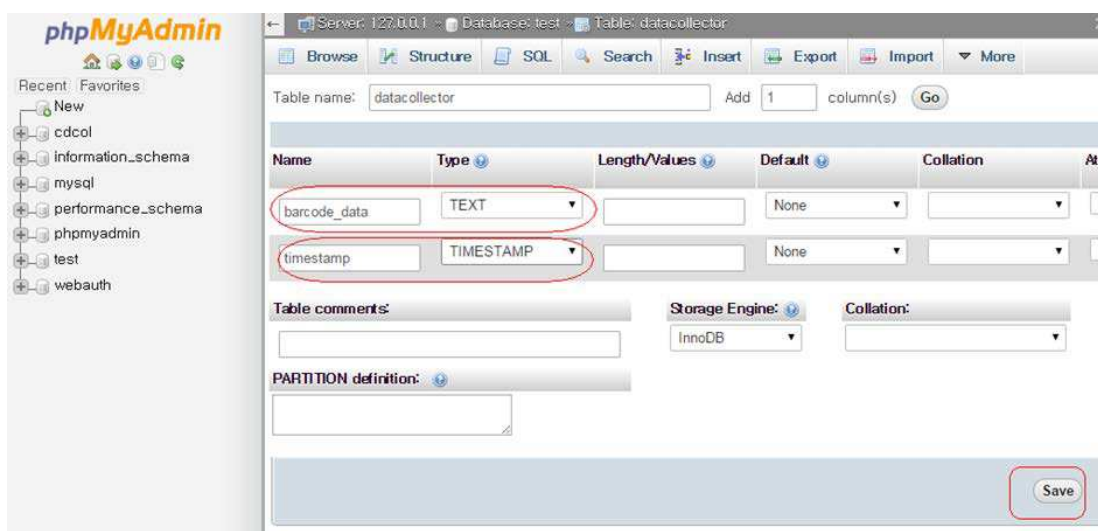 phpMyAdmin
Recent Favorites
New
cdcol
information_schema
mysql
performance_schema
phpmyadmin
test
webauth
Server: 127.0.0.1 » Database: test » Table: datacollector
Browse Structure SQL Search Insert Export Import More
Table name: datacollector Add 1 column(s) Go
Name Type Length/Values Default Collation At
barcode_data TEXT None
timestamp TIMESTAMP None
Table comments: Storage Engine: Collation:
InnoDB
PARTITION definition:
Save